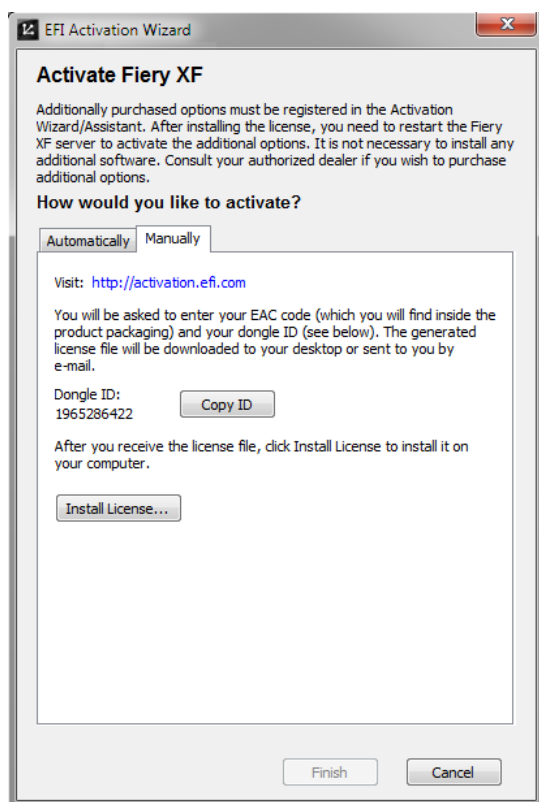 EFI Activation Wizard
Activate Fiery XF
Additionally purchased options must be registered in the Activation
Wizard/Assistant. After installing the license, you need to restart the Fiery
XF server to activate the additional options. It is not necessary to install any
additional software. Consult your authorized dealer if you wish to purchase
additional options.
How would you like to activate?
Automatically Manually
Visit: http://activation.efi.com
You will be asked to enter your EAC code (which you will find inside the
product packaging) and your dongle ID (see below). The generated
license file will be downloaded to your desktop or sent to you by
e-mail.
Dongle ID:
1965286422
Copy ID
After you receive the license file, click Install License to install it on
your computer.
Install License...
Finish Cancel